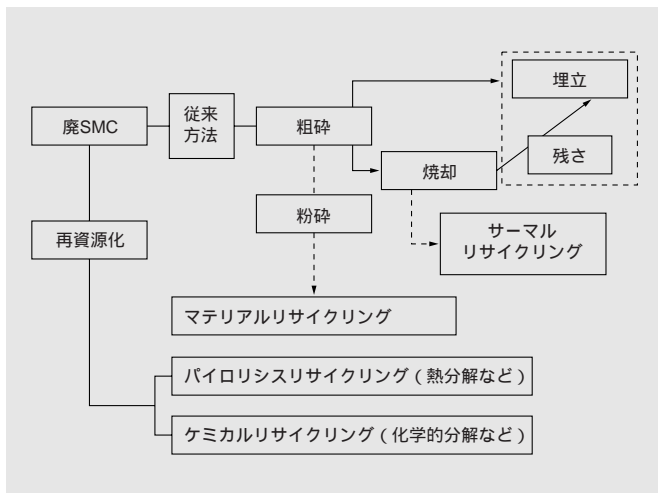 埋立
従来
方法
廃SMC
粗砕
残さ
焼却
粉砕
サーマル
リサイクリング
再資源化
マテリアルリサイクリング
パイロリシスリサイクリング(熱分解など)
ケミカルリサイクリング(化学的分解など)